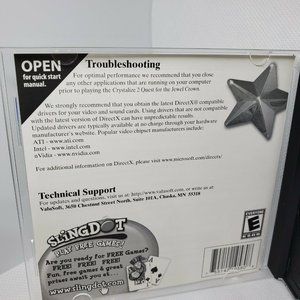 OPEN
for quick start
manual.
Troubleshooting
For optimal performance we recommend that you close
any other applications that are running on your computer
prior to playing the Crystalize 2 Quest for the Jewel Crown.
We strongly recommend that you obtain the latest DirectX® compatible
drivers for your video and sound cards. Using drivers that are not compatible
with the latest version of DirectX can have unpredictable results.
Updated drivers are typically available at no charge through your hardware
manufacturer's website. Popular video chipset manufacturers include:
ATI - www.ati.com
Intel - www.intel.com
nVidia - www.nvidia.com
For additional information on DirectX, please visit www.microsoft.com/directx/
Technical Support
For updates and questions, visit us at http://www.valusoft.com, or write us at:
ValuSoft, 3650 Chestnut Street North, Suite 101A, Chaska, MN 55318
SLINGDOT
PLAY FREE GAMES!
Are you ready for FREE Games?
FREE! FREE! FREE!
Fun, free games & great
prizes await you at...
www.slingdot.com
EVERYONE
E